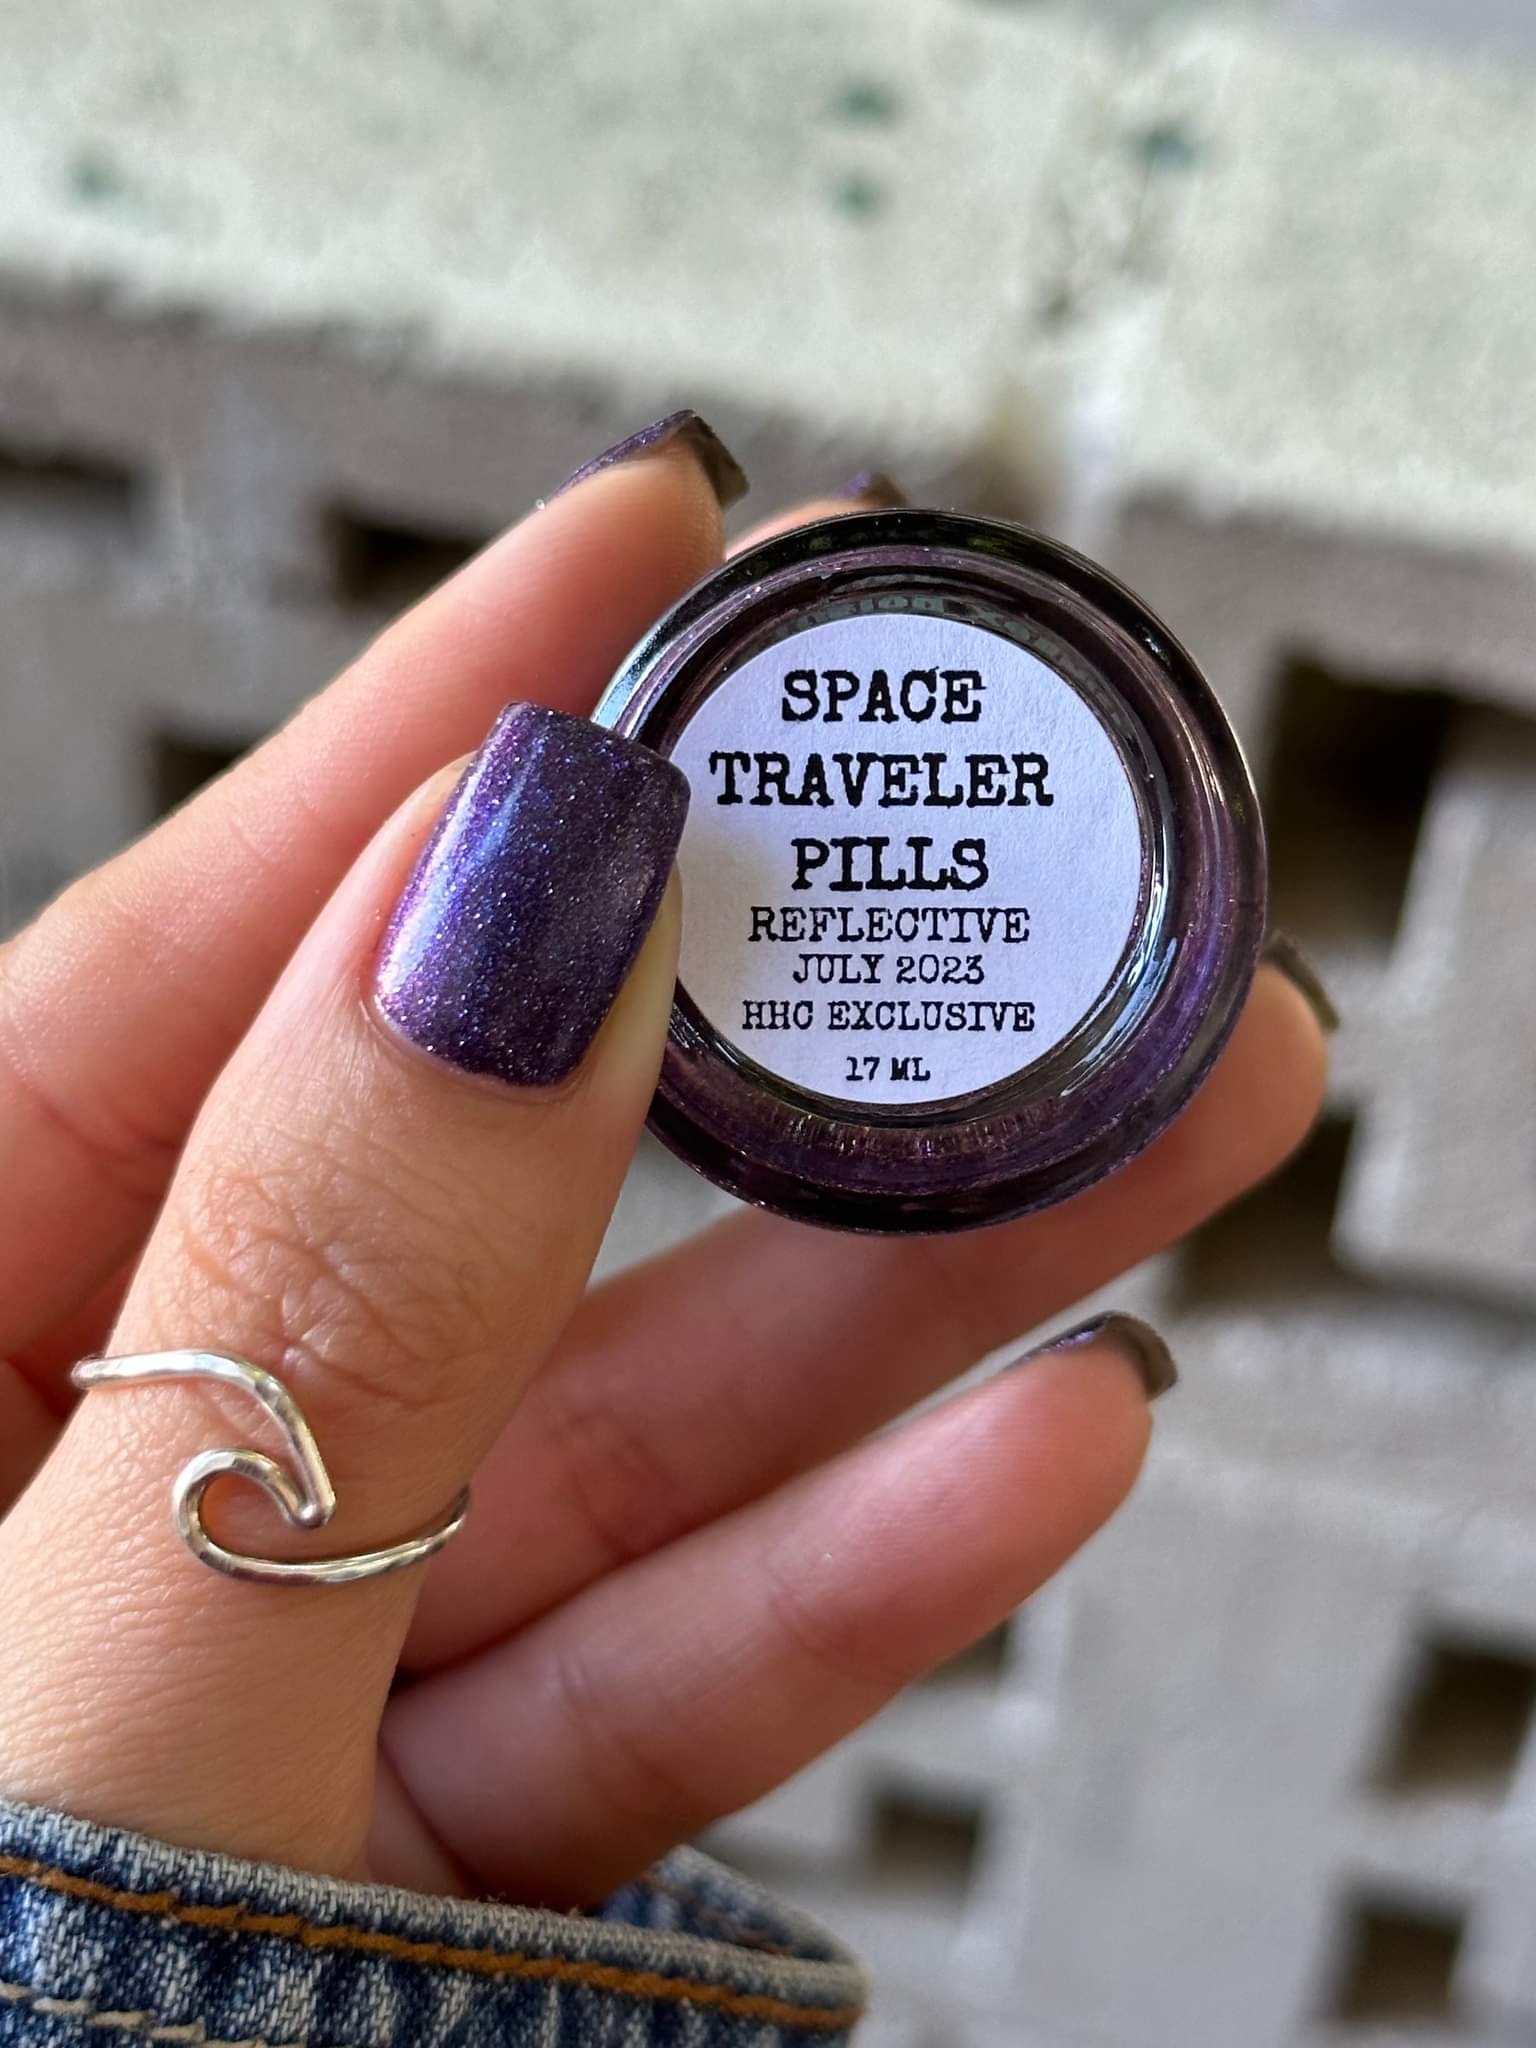 SPACE
TRAVELER
PILLS
REFLECTIVE
JULY 2023
HHC EXCLUSIVE
17 ML